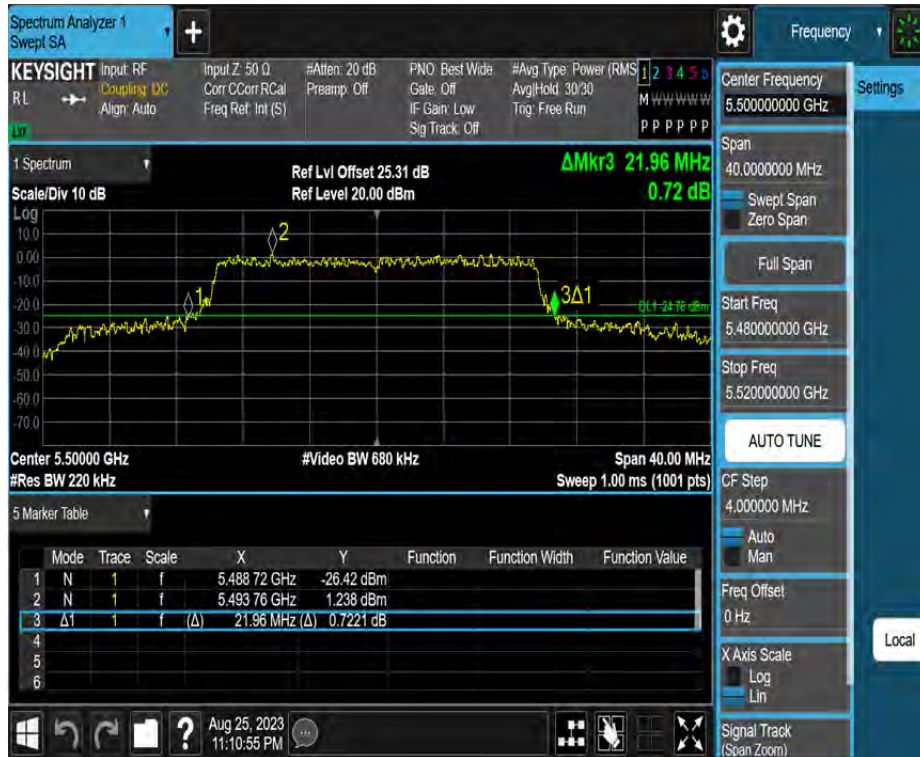 Spectrum Analyzer 1
Swept SA
+
Frequency
KEYSIGHT
RL
LXI
Input: RF
Coupling: DC
Align: Auto
Input Z: 50 Ω
Corr CCorr RCal
Freq Ref: Int (S)
#Atten: 20 dB
Preamp: Off
PNO: Best Wide
Gate: Off
IF Gain: Low
Sig Track: Off
#Avg Type: Power (RMS
Avg|Hold: 30/30
Trig: Free Run
1 2 3 4 5 6
M W W W W W
P P P P P P
Settings
1 Spectrum
Scale/Div 10 dB
Ref Lvl Offset 25.31 dB
Ref Level 20.00 dBm
ΔMkr3 21.96 MHz
0.72 dB
Log
10.0
0.00
-10.0
-20.0
-30.0
-40.0
-50.0
-60.0
-70.0
2
1
3Δ1
DL1 -24.76 dBm
Center 5.50000 GHz
#Res BW 220 kHz
#Video BW 680 kHz
Span 40.00 MHz
Sweep 1.00 ms (1001 pts)
5 Marker Table
Mode Trace Scale X Y Function Function Width Function Value
1 N 1 f 5.488 72 GHz -26.42 dBm
2 N 1 f 5.493 76 GHz 1.238 dBm
3 Δ1 1 f (Δ) 21.96 MHz (Δ) 0.7221 dB
4
5
6
Center Frequency
5.500000000 GHz
Span
40.0000000 MHz
Swept Span
Zero Span
Full Span
Start Freq
5.480000000 GHz
Stop Freq
5.520000000 GHz
AUTO TUNE
CF Step
4.000000 MHz
Auto
Man
Freq Offset
0 Hz
X Axis Scale
Log
Lin
Signal Track
(Span Zoom)
Local
?
Aug 25, 2023
11:10:55 PM